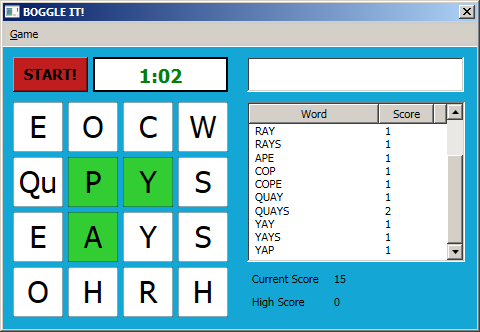 BOGGLE IT!
Game
START! 1:02
E O C W
Qu P Y S
E A Y S
O H R H
Word Score
RAY 1
RAYS 1
APE 1
COP 1
COPE 1
QUAY 1
QUAYS 2
YAY 1
YAYS 1
YAP 1
Current Score 15
High Score 0